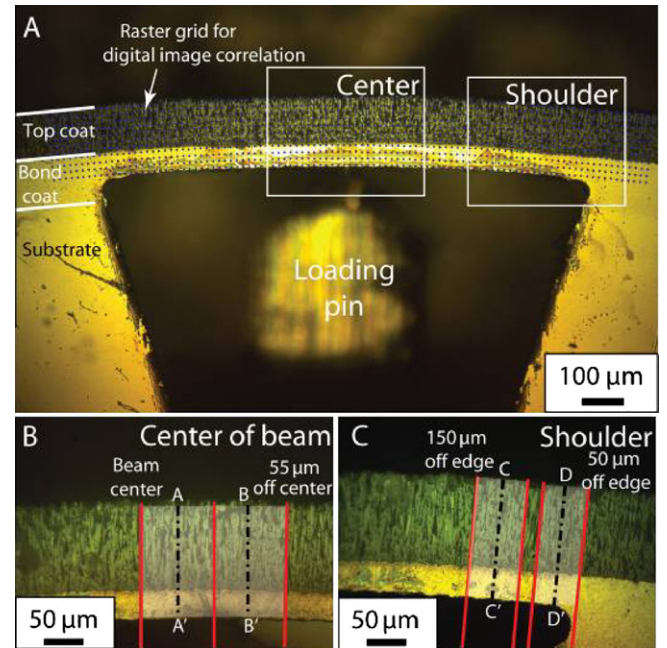 A
Raster grid for
digital image correlation
Center
Shoulder
Top coat
Bond
coat
Substrate
Loading
pin
100 µm
B
Center of beam
Beam
center
A
B
55 µm
off center
A'
B'
50 µm
C
Shoulder
150 µm
off edge
C
D
50 µm
off edge
C'
D'
50 µm